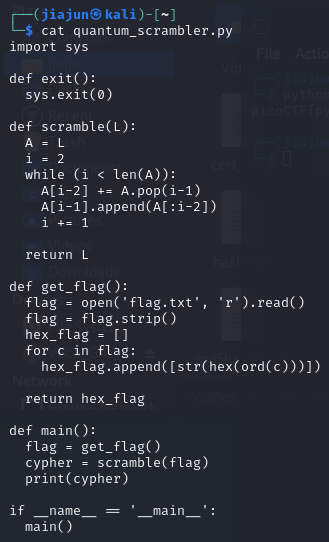 ┌──(jiajun㉿kali)-[~]
└─$ cat quantum_scrambler.py
import sys

def exit():
  sys.exit(0)

def scramble(L):
  A = L
  i = 2
  while (i < len(A)):
    A[i-2] += A.pop(i-1)
    A[i-1].append(A[:i-2])
    i += 1

  return L

def get_flag():
  flag = open('flag.txt', 'r').read()
  flag = flag.strip()
  hex_flag = []
  for c in flag:
    hex_flag.append([str(hex(ord(c)))])

  return hex_flag

def main():
  flag = get_flag()
  cypher = scramble(flag)
  print(cypher)

if __name__ == '__main__':
  main()